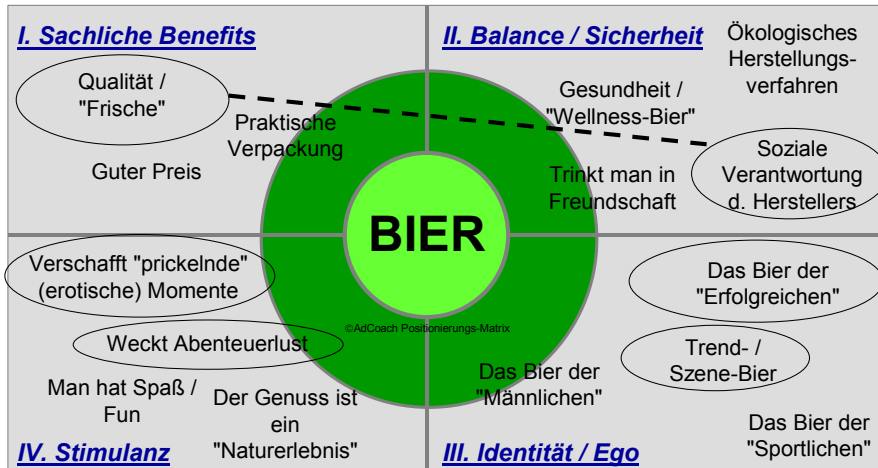 I. Sachliche Benefits
Qualität /
"Frische"
Praktische
Verpackung
Guter Preis
II. Balance / Sicherheit
Ökologisches
Herstellungs-
verfahren
Gesundheit /
"Wellness-Bier"
Soziale
Verantwortung
d. Herstellers
Trinkt man in
Freundschaft
BIER
©AdCoach Positionierungs-Matrix
Verschafft "prickelnde"
(erotische) Momente
Weckt Abenteuerlust
Man hat Spaß /
Fun
Der Genuss ist
ein
"Naturerlebnis"
IV. Stimulanz
Das Bier der
"Erfolgreichen"
Trend- /
Szene-Bier
Das Bier der
"Männlichen"
Das Bier der
"Sportlichen"
III. Identität / Ego